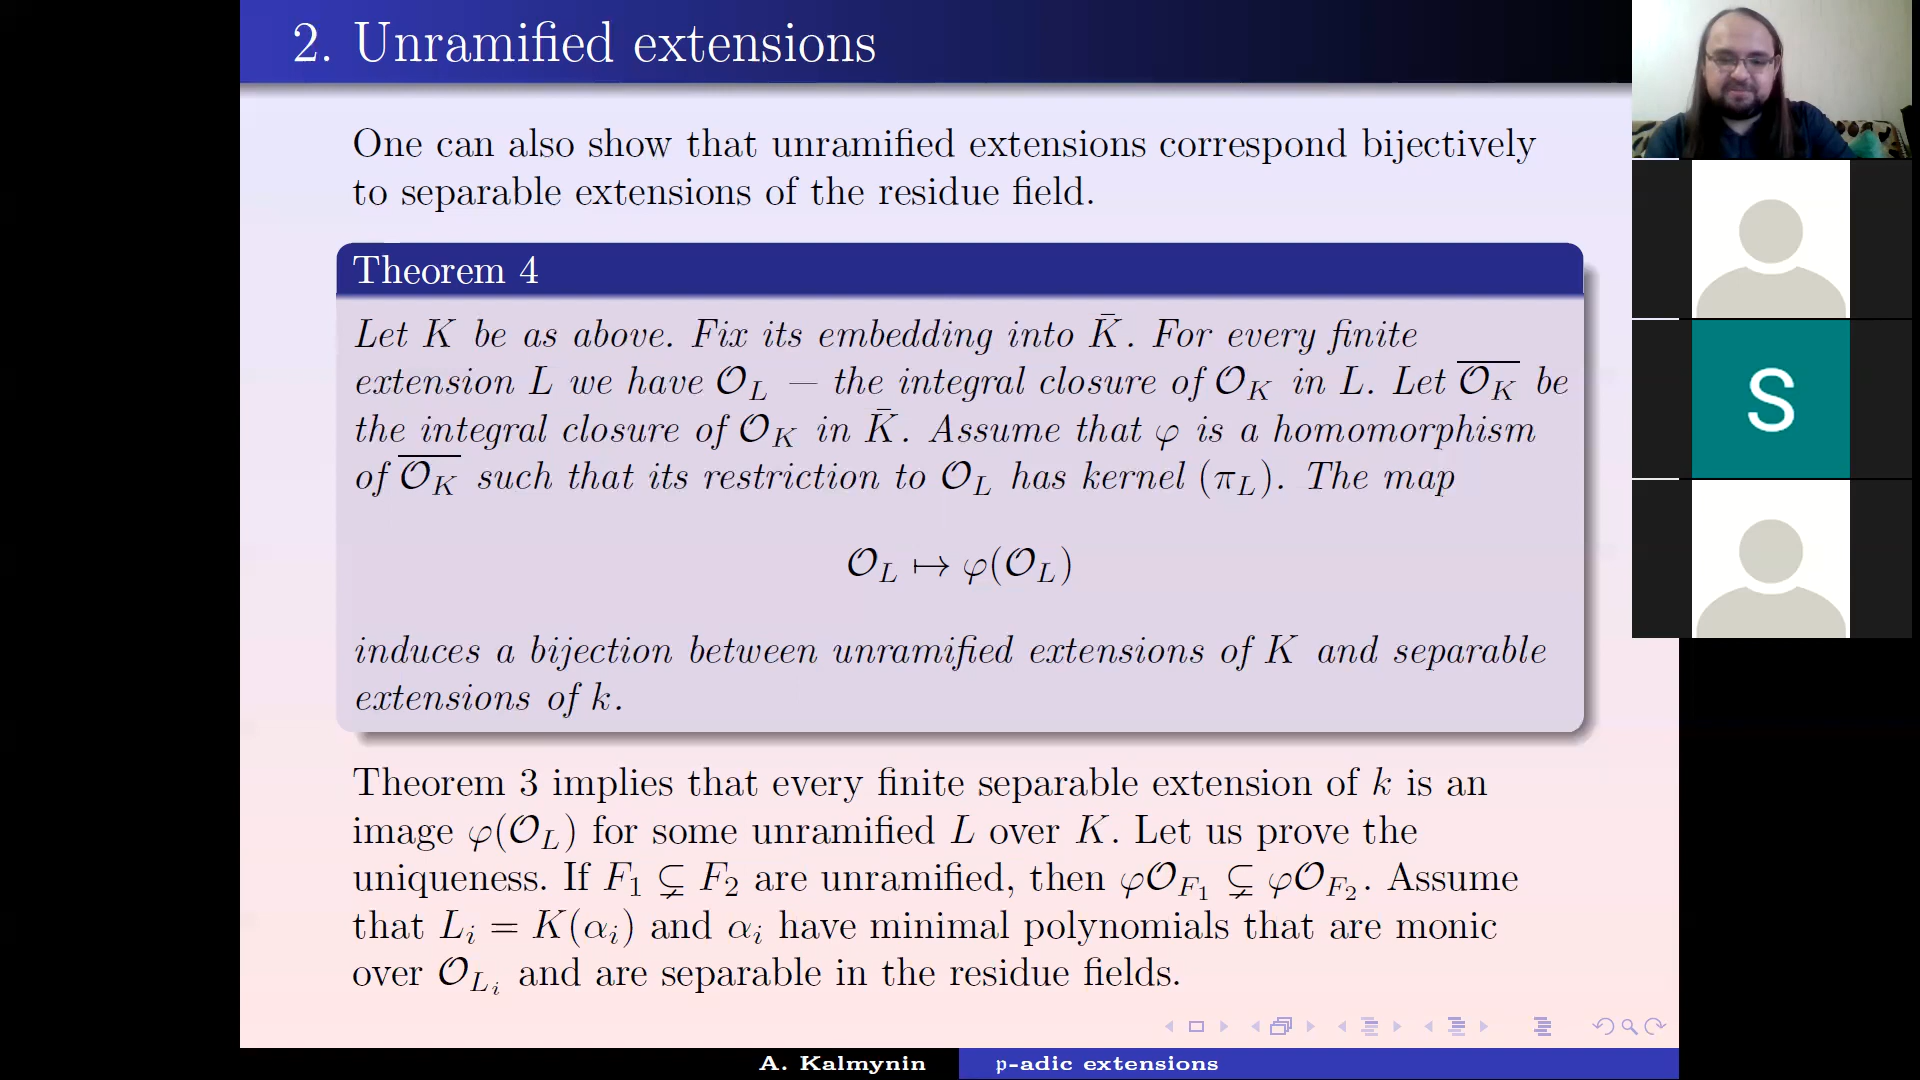 2. Unramified extensions
One can also show that unramified extensions correspond bijectively
to separable extensions of the residue field.
Theorem 4
Let K be as above. Fix its embedding into K̄. For every finite
extension L we have 𝒪_L — the integral closure of 𝒪_K in L. Let \overline{𝒪_K} be
the integral closure of 𝒪_K in K̄. Assume that φ is a homomorphism
of \overline{𝒪_K} such that its restriction to 𝒪_L has kernel (π_L). The map
𝒪_L ↦ φ(𝒪_L)
induces a bijection between unramified extensions of K and separable
extensions of k.
Theorem 3 implies that every finite separable extension of k is an
image φ(𝒪_L) for some unramified L over K. Let us prove the
uniqueness. If F₁ ⊊ F₂ are unramified, then φ𝒪_{F₁} ⊊ φ𝒪_{F₂}. Assume
that L_i = K(α_i) and α_i have minimal polynomials that are monic
over 𝒪_{L_i} and are separable in the residue fields.
A. Kalmynin p-adic extensions
S